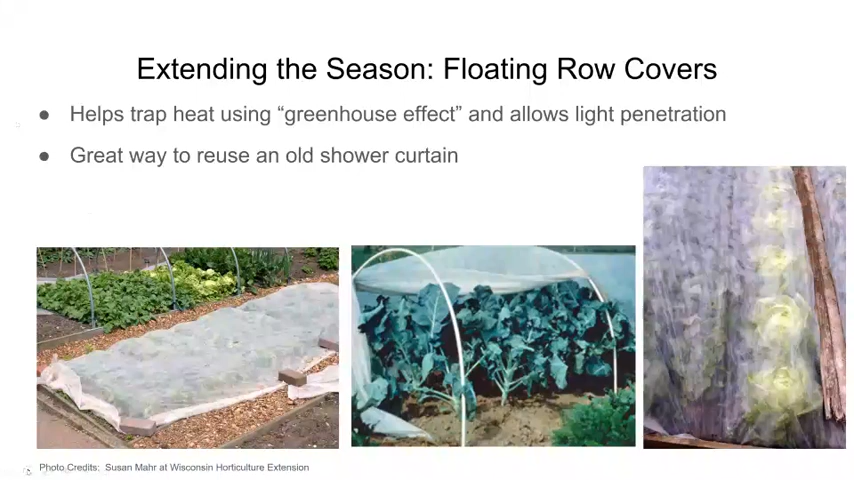 Extending the Season: Floating Row Covers
● Helps trap heat using “greenhouse effect” and allows light penetration
● Great way to reuse an old shower curtain
Photo Credits: Susan Mahr at Wisconsin Horticulture Extension